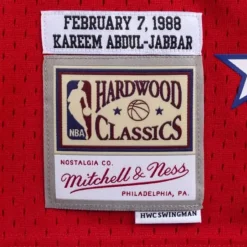 FEBRUARY 7, 1988
KAREEM ABDUL-JABBAR
HARDWOOD
NBA
CLASSICS
NOSTALGIA CO.
Mitchell & Ness
PHILADELPHIA, PA.
HWC SWINGMAN